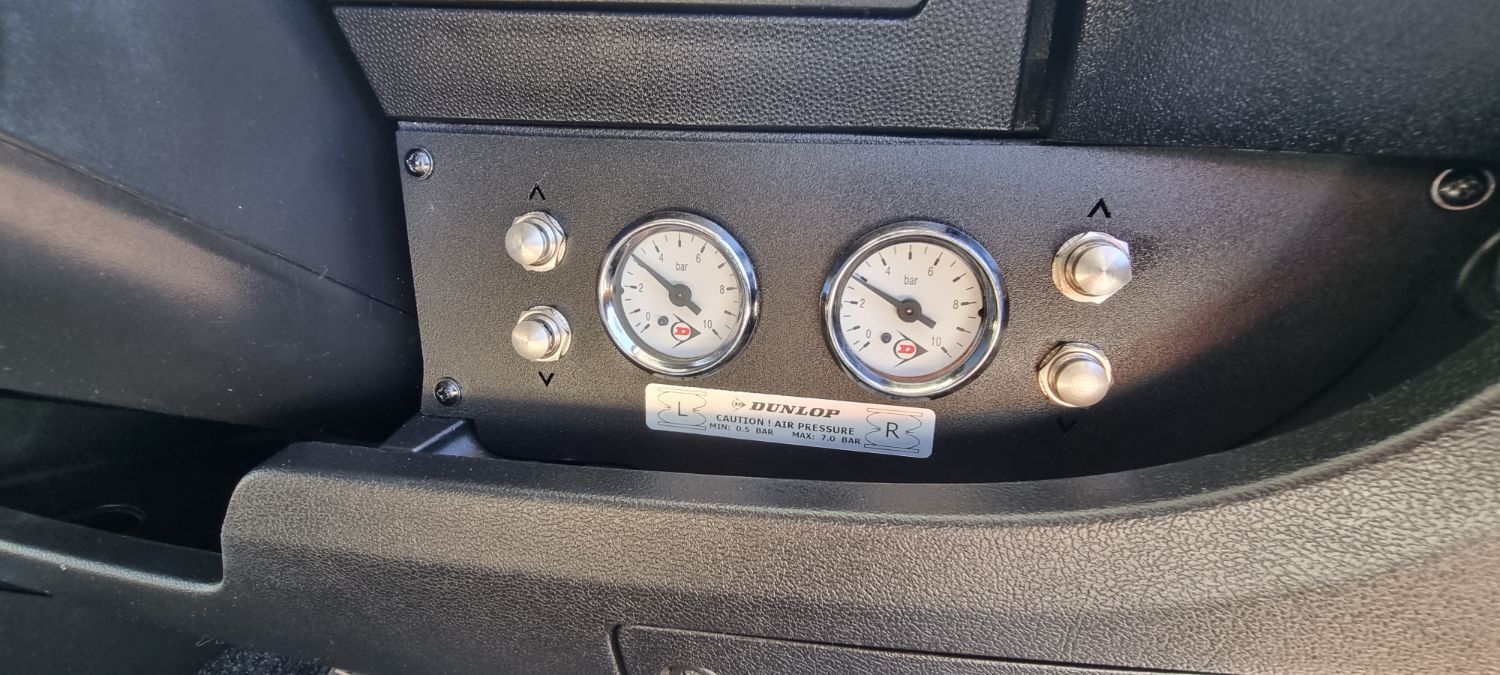 4 6
bar
2 8
0 10
D
4 6
bar
2 8
0 10
D
L
D DUNLOP
CAUTION ! AIR PRESSURE
MIN: 0.5 BAR MAX: 7.0 BAR
R